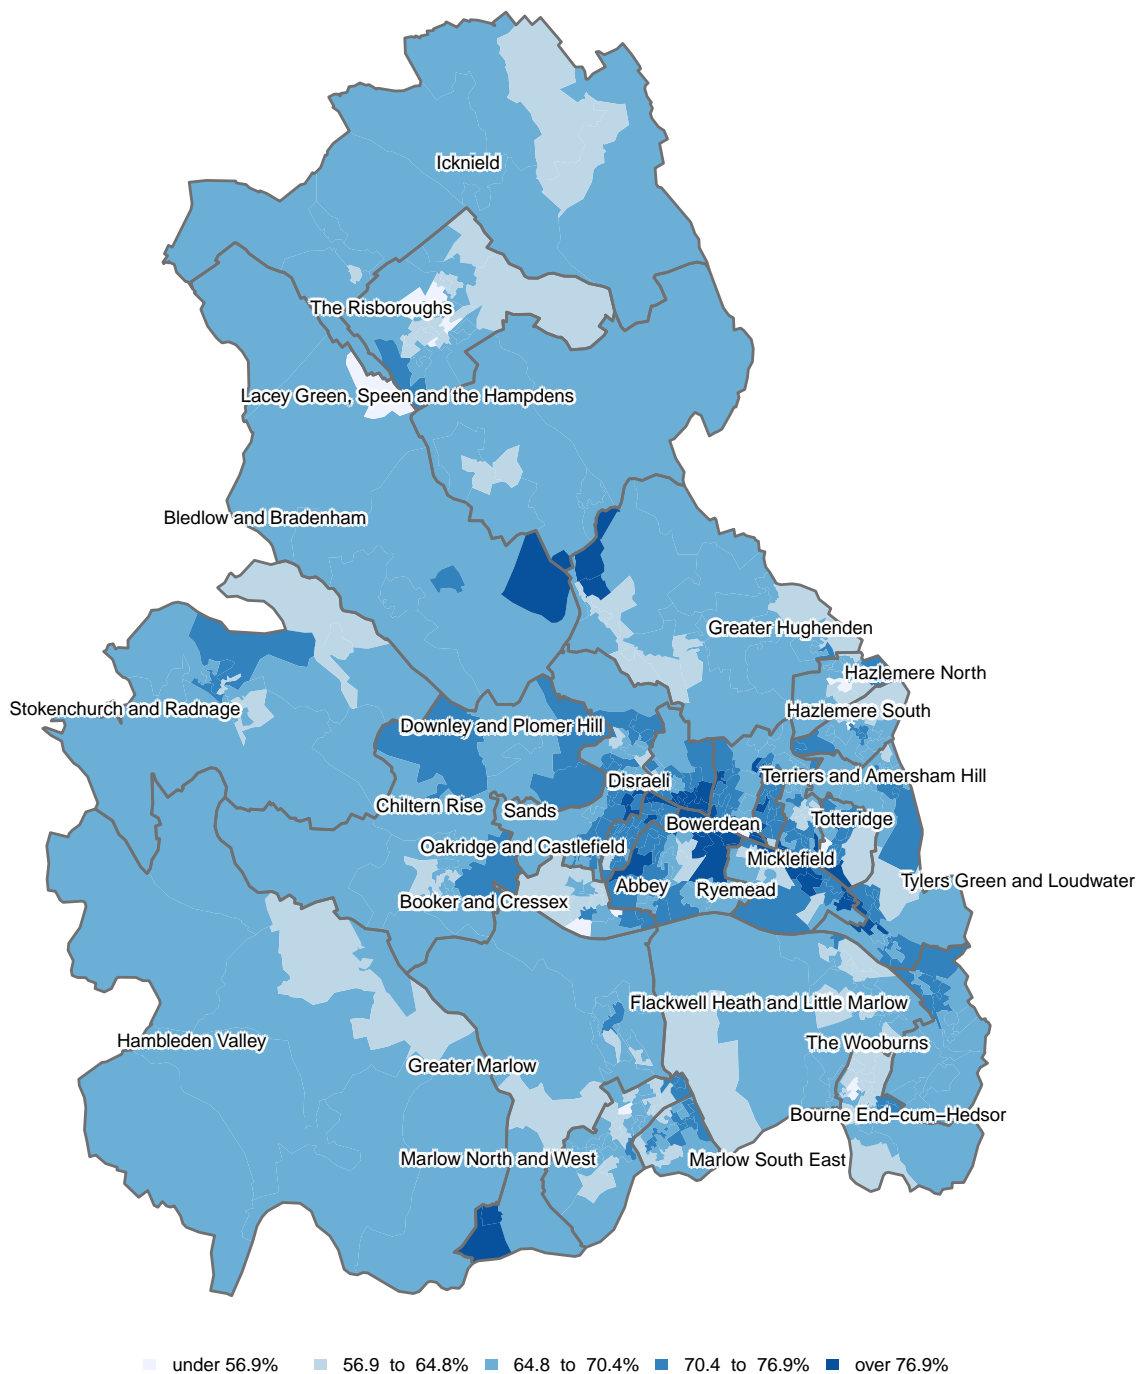 Icknield
The Risboroughs
Lacey Green, Speen and the Hampdens
Bledlow and Bradenham
Greater Hughenden
Hazlemere North
Stokenchurch and Radnage
Hazlemere South
Downley and Plomer Hill
Disraeli
Terriers and Amersham Hill
Chiltern Rise
Sands
Totteridge
Bowerdean
Oakridge and Castlefield
Micklefield
Abbey
Ryemead
Tylers Green and Loudwater
Booker and Cressex
Flackwell Heath and Little Marlow
Hambleden Valley
The Wooburns
Greater Marlow
Bourne End−cum−Hedsor
Marlow North and West
Marlow South East
under 56.9% 56.9 to 64.8% 64.8 to 70.4% 70.4 to 76.9% over 76.9%